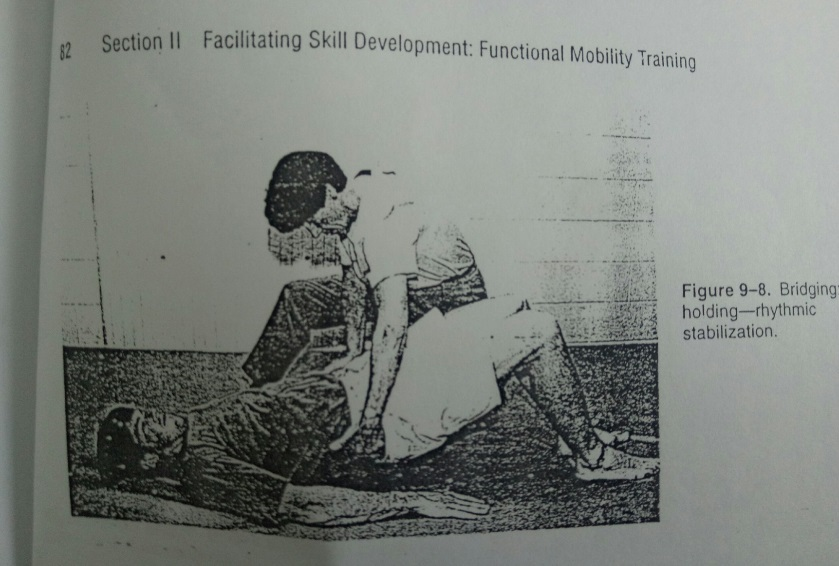 82 Section II Facilitating Skill Development: Functional Mobility Training
Figure 9–8. Bridging
holding—rhythmic
stabilization.